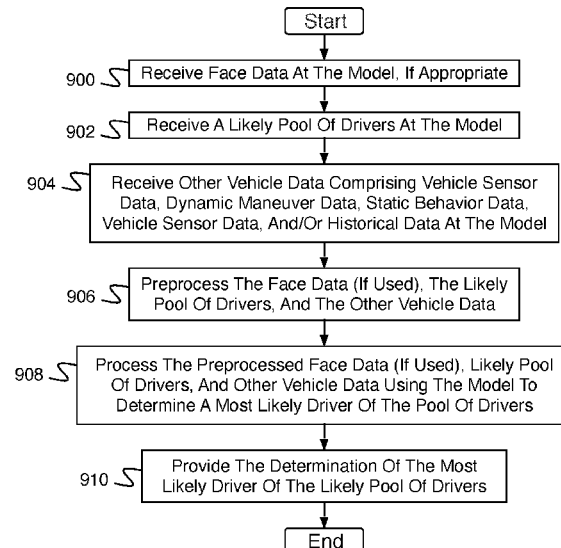 Start
900
Receive Face Data At The Model, If Appropriate
902
Receive A Likely Pool Of Drivers At The Model
904
Receive Other Vehicle Data Comprising Vehicle Sensor
Data, Dynamic Maneuver Data, Static Behavior Data,
Vehicle Sensor Data, And/Or Historical Data At The Model
906
Preprocess The Face Data (If Used), The Likely
Pool Of Drivers, And The Other Vehicle Data
908
Process The Preprocessed Face Data (If Used), Likely Pool
Of Drivers, And Other Vehicle Data Using The Model To
Determine A Most Likely Driver Of The Pool Of Drivers
910
Provide The Determination Of The Most
Likely Driver Of The Likely Pool Of Drivers
End